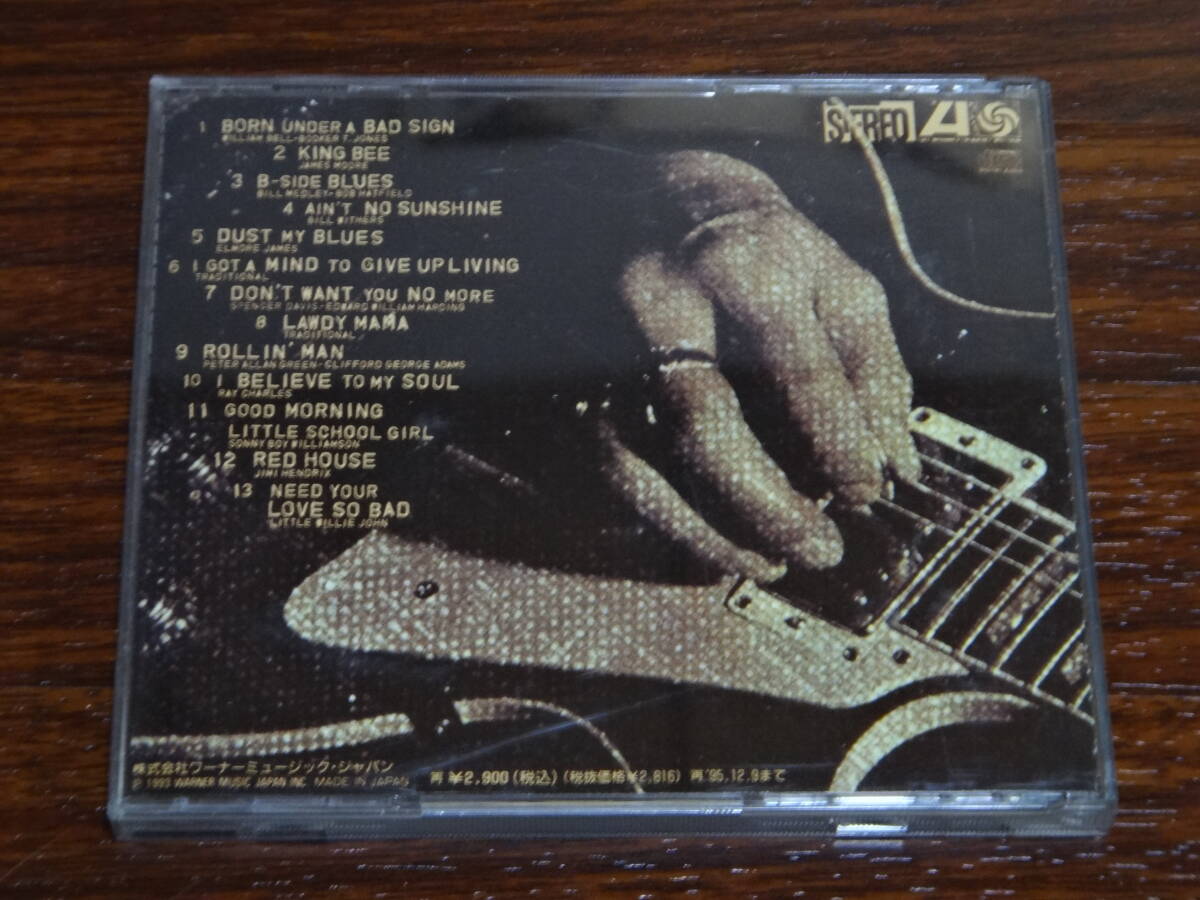 1 BORN UNDER A BAD SIGN
WILLIAM BELL-BOOKER T. JONES
2 KING BEE
JAMES MOORE
3 B-SIDE BLUES
BILL MEDLEY-BOB HATFIELD
4 AIN'T NO SUNSHINE
BILL WITHERS
5 DUST MY BLUES
ELMORE JAMES
6 I GOT A MIND TO GIVE UP LIVING
TRADITIONAL
7 DON'T WANT YOU NO MORE
SPENCER DAVIS-EDWARD WILLIAM HARDING
8 LAWDY MAMA
TRADITIONAL
9 ROLLIN' MAN
PETER ALLAN GREEN-CLIFFORD GEORGE ADAMS
10 I BELIEVE TO MY SOUL
RAY CHARLES
11 GOOD MORNING
LITTLE SCHOOL GIRL
SONNY BOY WILLIAMSON
12 RED HOUSE
JIMI HENDRIX
13 NEED YOUR
LOVE SO BAD
LITTLE WILLIE JOHN
STEREO
株式会社ワーナーミュージック・ジャパン
℗ 1993 WARNER MUSIC JAPAN INC. MADE IN JAPAN
再 ¥2,900(税込)(税抜価格¥2,816) 再'95.12.9まで